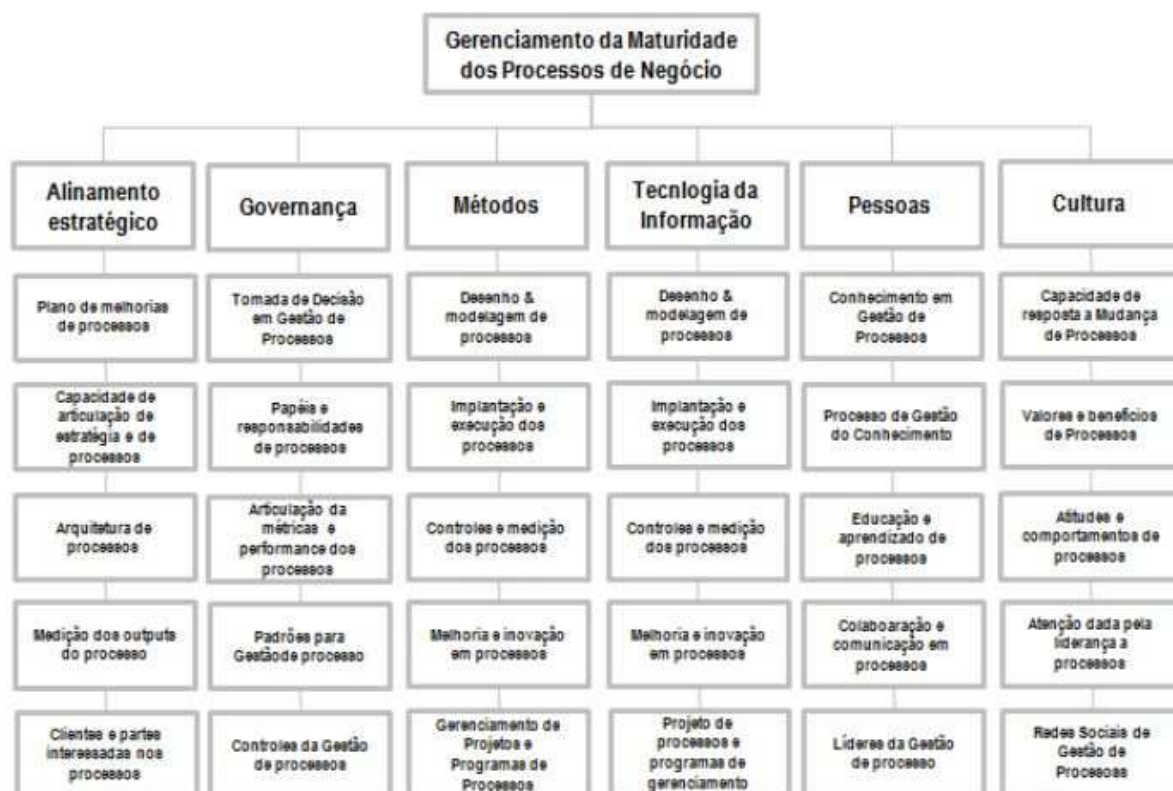 Gerenciamento da Maturidade
dos Processos de Negócio
Alinamento
estratégico
Governança
Métodos
Tecnlogia da
Informação
Pessoas
Cultura
Plano de melhorias
de processos
Tomada de Decisão
em Gestão de
Processos
Desenho &
modelagem de
processos
Desenho &
modelagem de
processos
Conhecimento em
Gestão de
Processos
Capacidade de
resposta a Mudança
de Processos
Capacidade de
articulação de
estratégia e de
processos
Papéis e
responsabilidades
de processos
Implantação e
execução dos
processos
Implantação e
execução dos
processos
Processo de Gestão
do Conhecimento
Valores e benefícios
de Processos
Arquitetura de
processos
Articulação da
métricas e
performance dos
processos
Controles e medição
dos processos
Controles e medição
dos processos
Educação e
aprendizado de
processos
Atitudes e
comportamentos de
processos
Medição dos outputs
do processo
Padrões para
Gestãode processo
Melhoria e inovação
em processos
Melhoria e inovação
em processos
Colaboaração e
comunicação em
processos
Atenção dada pela
liderança a
processos
Clientes e partes
interessadas nos
processos
Controles da Gestão
de processos
Gerenciamento de
Projetos e
Programas de
Processos
Projeto de
processos e
programas de
gerenciamento
Líderes da Gestão
de processo
Redes Sociais de
Gestão de
Processos